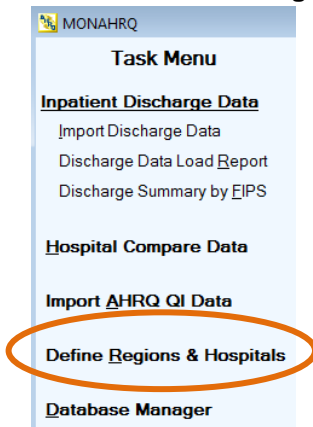 MONAHRQ
Task Menu
Inpatient Discharge Data
Import Discharge Data
Discharge Data Load Report
Discharge Summary by FIPS
Hospital Compare Data
Import AHRQ QI Data
Define Regions & Hospitals
Database Manager